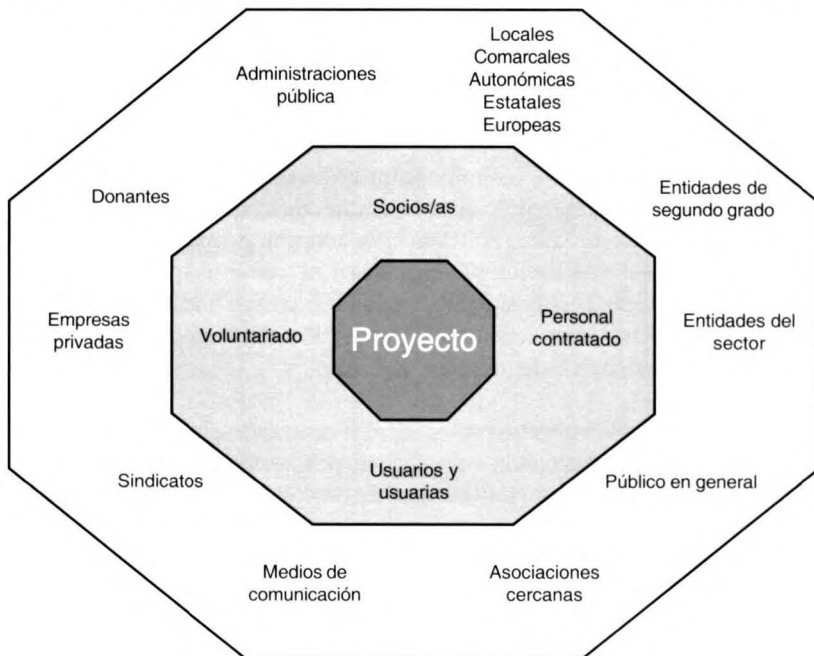 Locales
Comarcales
Autonómicas
Estatales
Europeas
Administraciones
pública
Donantes
Socios/as
Entidades de
segundo grado
Empresas
privadas
Voluntariado
Proyecto
Personal
contratado
Entidades del
sector
Sindicatos
Usuarios y
usuarias
Público en general
Medios de
comunicación
Asociaciones
cercanas